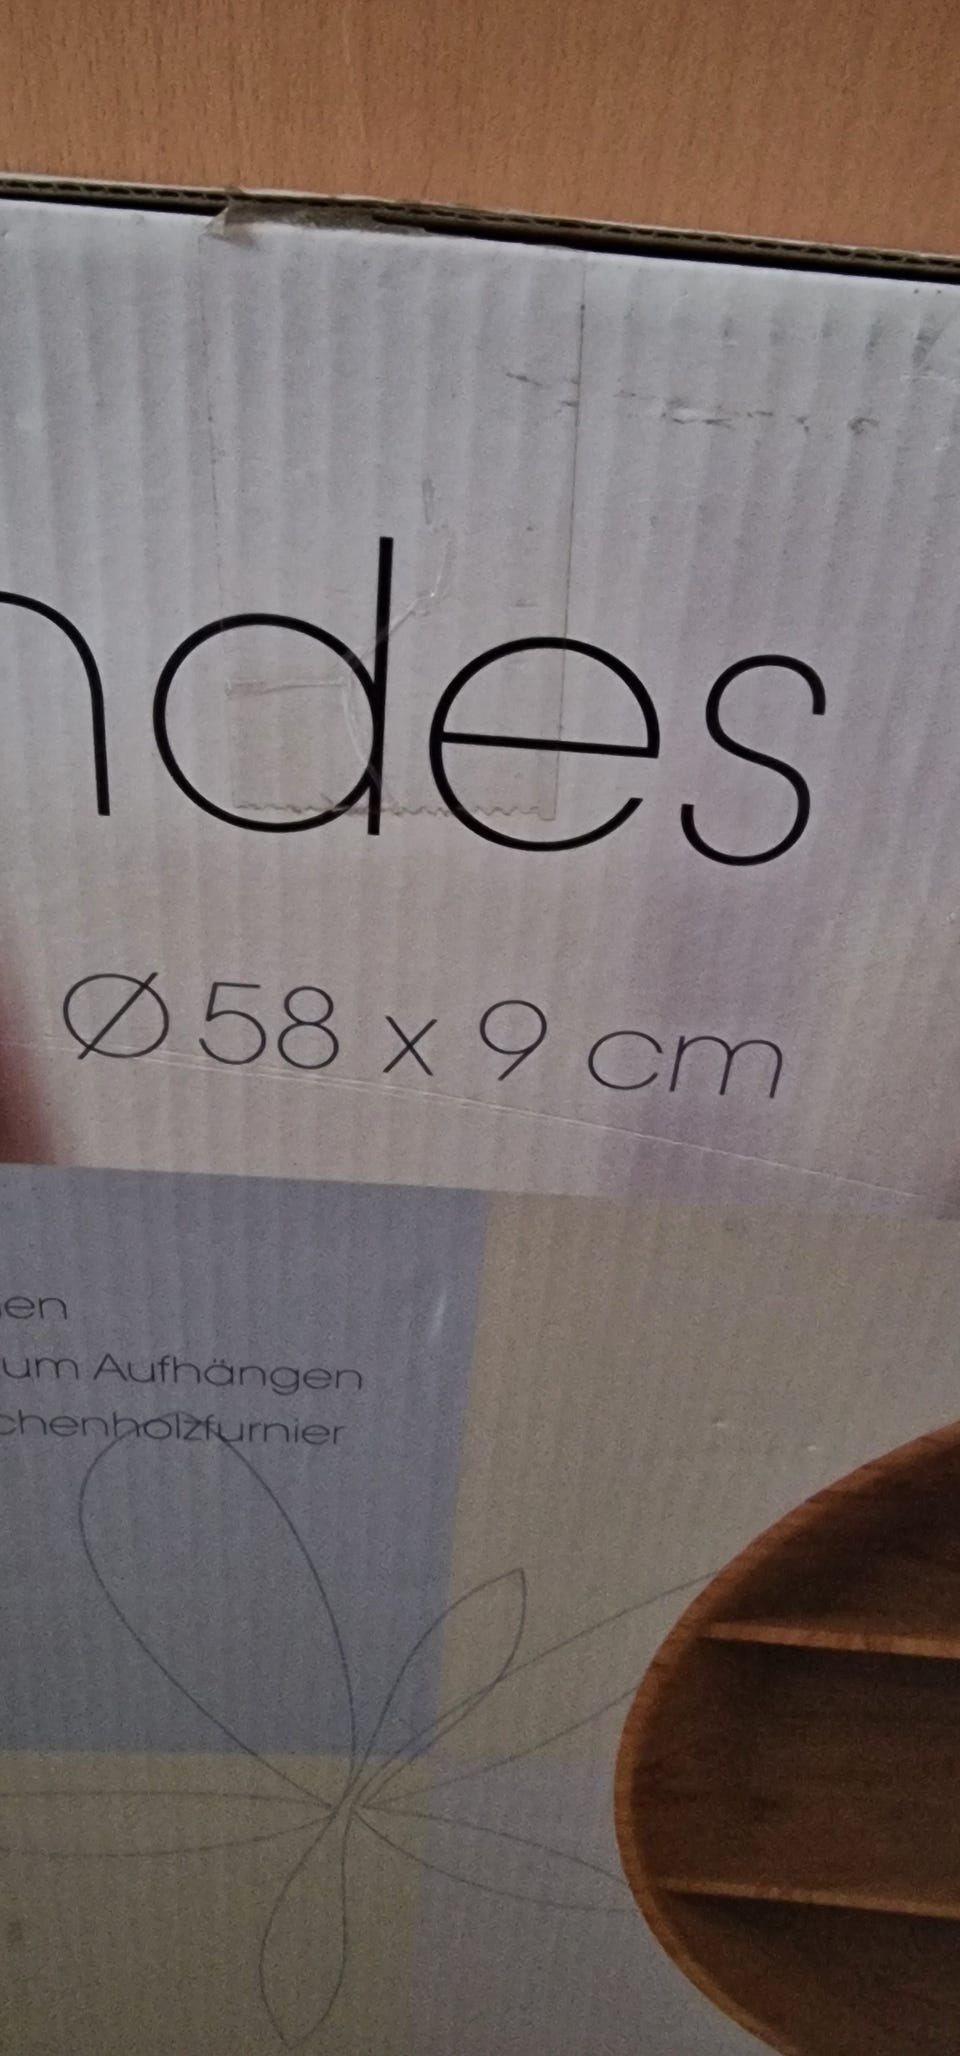 ndes
Ø 58 x 9 cm
en
um Aufhängen
chenholzfurnier